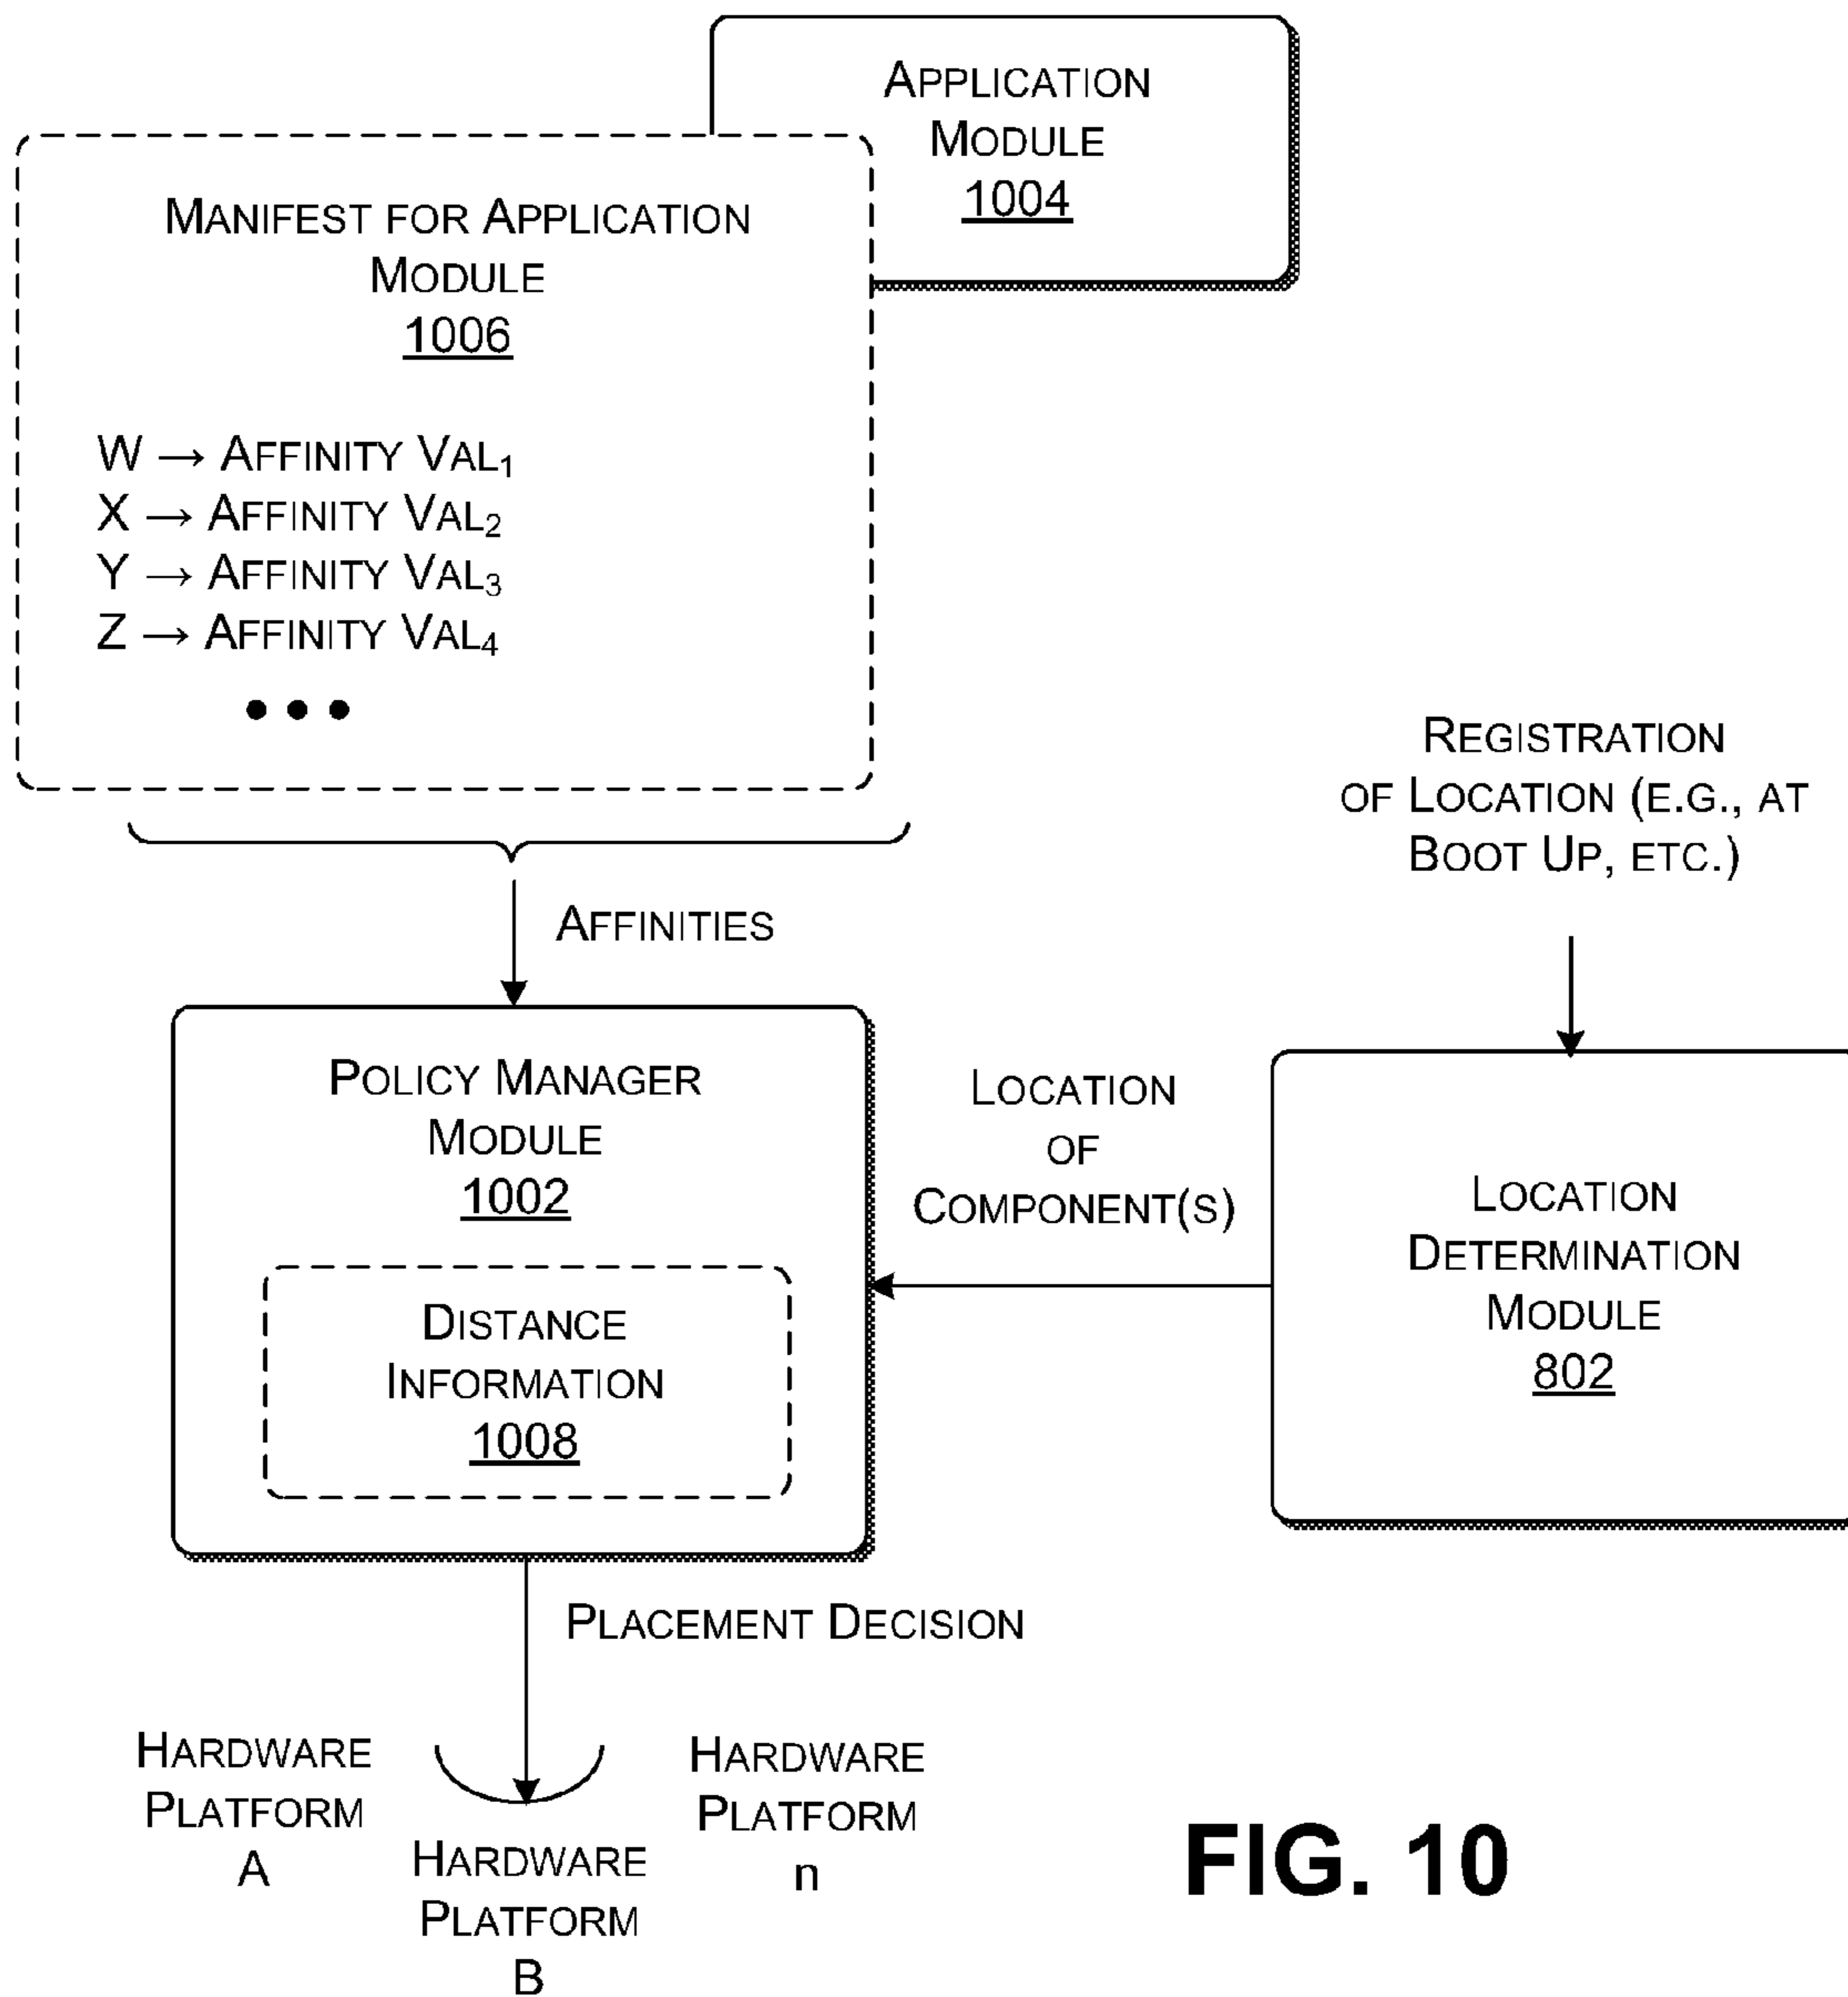 APPLICATION
MODULE
1004
MANIFEST FOR APPLICATION
MODULE
1006
W → AFFINITY VAL₁
X → AFFINITY VAL₂
Y → AFFINITY VAL₃
Z → AFFINITY VAL₄
• • •
REGISTRATION
OF LOCATION (E.G., AT
BOOT UP, ETC.)
AFFINITIES
POLICY MANAGER
MODULE
1002
DISTANCE
INFORMATION
1008
LOCATION
OF
COMPONENT(S)
LOCATION
DETERMINATION
MODULE
802
PLACEMENT DECISION
HARDWARE
PLATFORM
A
HARDWARE
PLATFORM
B
HARDWARE
PLATFORM
n
FIG. 10